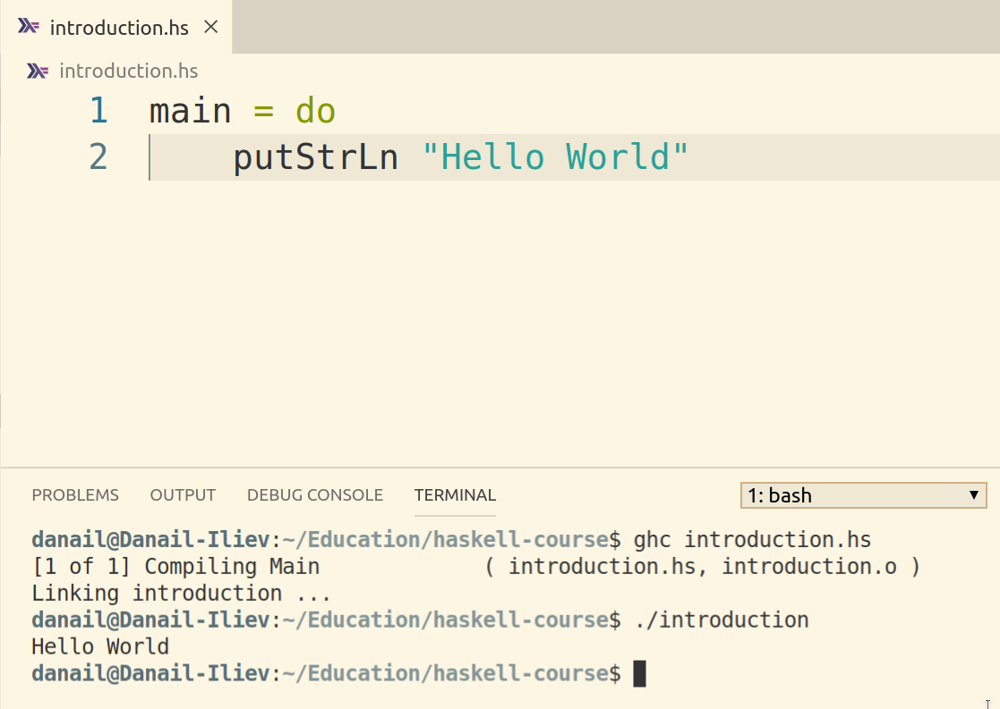 introduction.hs
introduction.hs
1 main = do
2     putStrLn "Hello World"
PROBLEMS OUTPUT DEBUG CONSOLE TERMINAL 1: bash
danail@Danail-Iliev:~/Education/haskell-course$ ghc introduction.hs
[1 of 1] Compiling Main             ( introduction.hs, introduction.o )
Linking introduction ...
danail@Danail-Iliev:~/Education/haskell-course$ ./introduction
Hello World
danail@Danail-Iliev:~/Education/haskell-course$